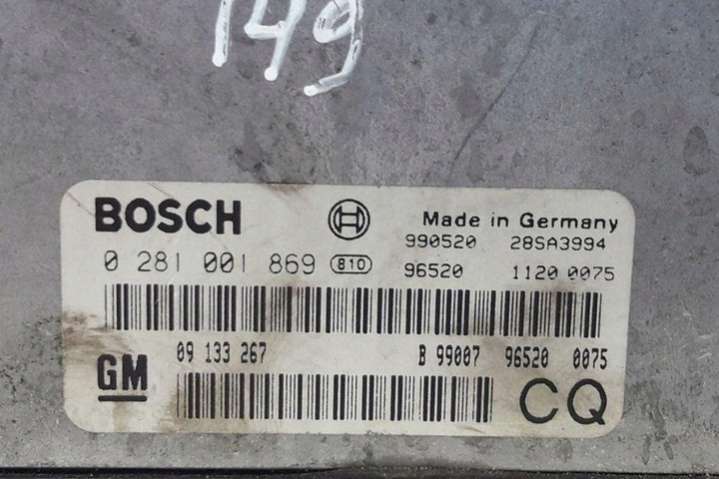 149
BOSCH
Made in Germany
990520 28SA3994
0 281 001 869 810 96520 1120 0075
09 133 267 B 99007 96520 0075
GM
CQ